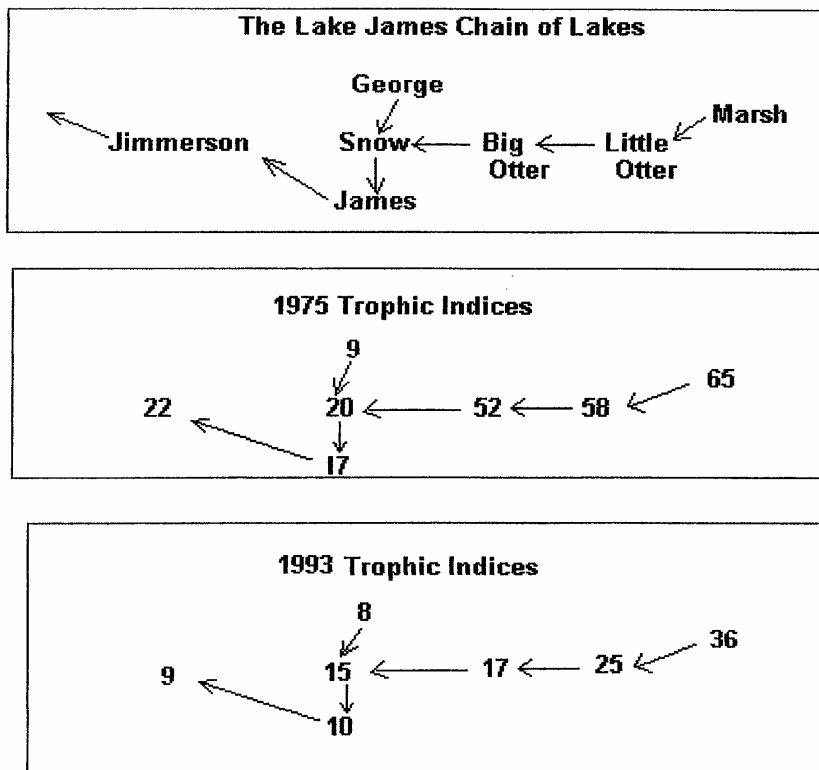 The Lake James Chain of Lakes
George
Marsh
Jimmerson Snow Big Little
Otter Otter
James
1975 Trophic Indices
9
65
22 20 52 58
17
1993 Trophic Indices
8
36
9 15 17 25
10